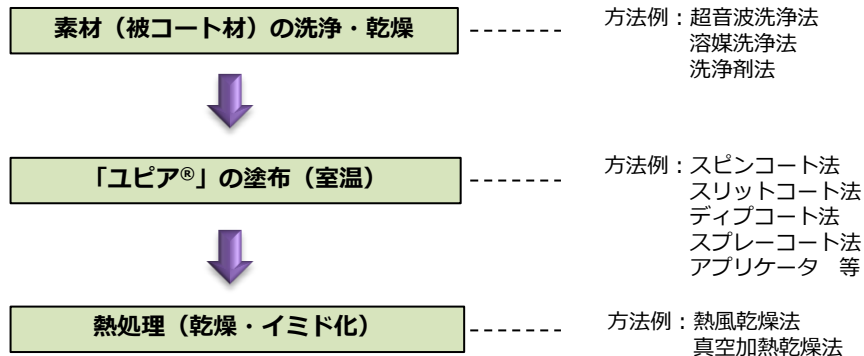 素材（被コート材）の洗浄・乾燥
方法例：超音波洗浄法
溶媒洗浄法
洗浄剤法
「ユピア®」の塗布（室温）
方法例：スピンコート法
スリットコート法
ディプコート法
スプレーコート法
アプリケータ　等
熱処理（乾燥・イミド化）
方法例：熱風乾燥法
真空加熱乾燥法